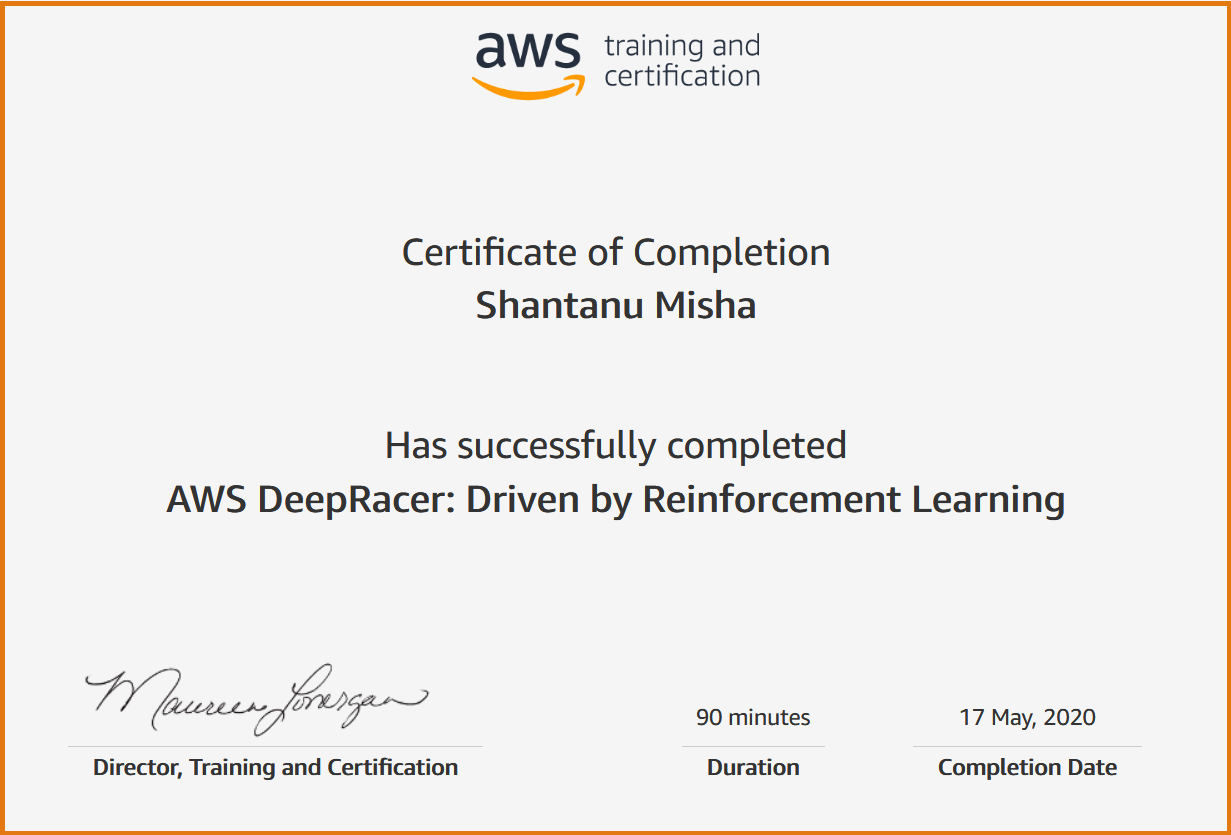 aws training and
certification
Certificate of Completion
Shantanu Misha
Has successfully completed
AWS DeepRacer: Driven by Reinforcement Learning
Maureen Lonergan
90 minutes
17 May, 2020
Director, Training and Certification
Duration
Completion Date